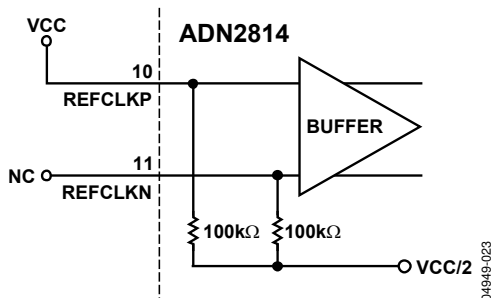 VCC
ADN2814
10
REFCLKP
BUFFER
11
NC
REFCLKN
100kΩ
100kΩ
VCC/2
04949-023